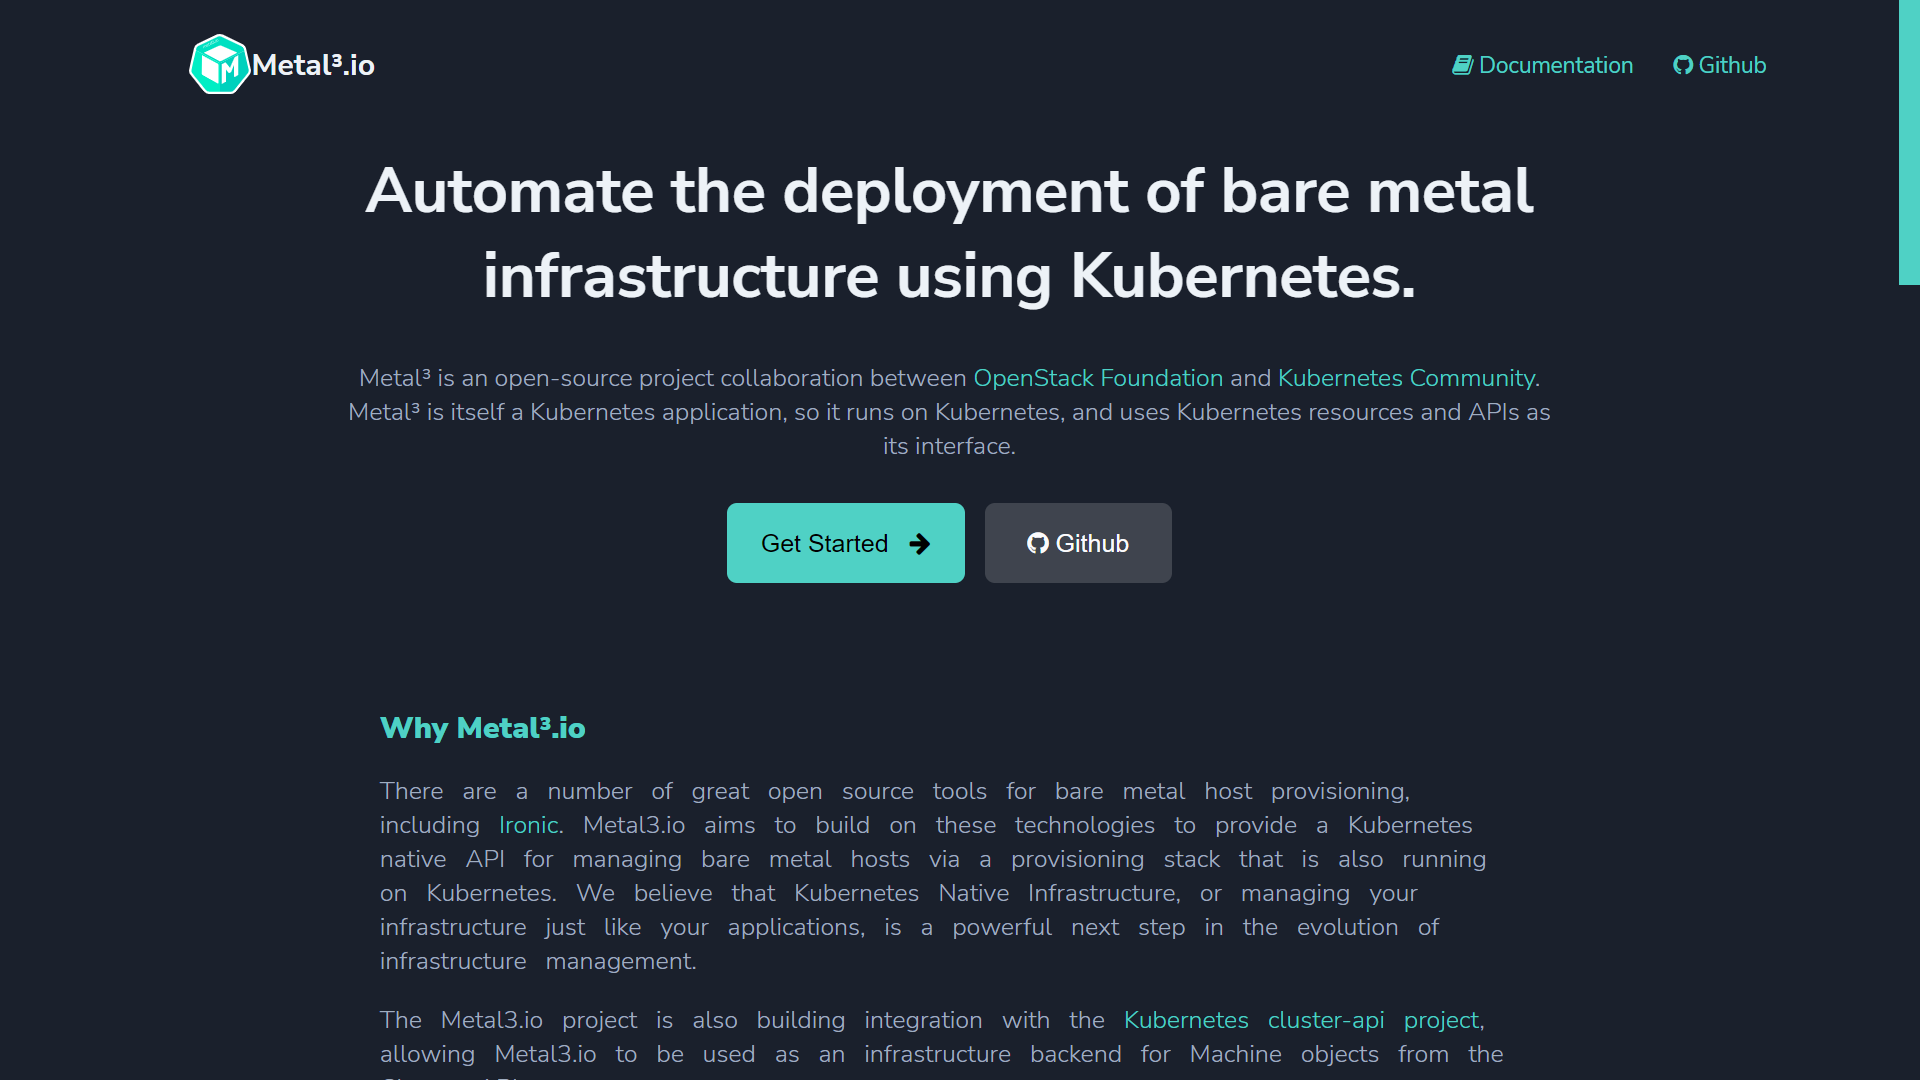 Metal³.io
Documentation
Github
Automate the deployment of bare metal
infrastructure using Kubernetes.
Metal³ is an open-source project collaboration between OpenStack Foundation and Kubernetes Community.
Metal³ is itself a Kubernetes application, so it runs on Kubernetes, and uses Kubernetes resources and APIs as
its interface.
Get Started
Github
Why Metal³.io
There are a number of great open source tools for bare metal host provisioning,
including Ironic. Metal3.io aims to build on these technologies to provide a Kubernetes
native API for managing bare metal hosts via a provisioning stack that is also running
on Kubernetes. We believe that Kubernetes Native Infrastructure, or managing your
infrastructure just like your applications, is a powerful next step in the evolution of
infrastructure management.
The Metal3.io project is also building integration with the Kubernetes cluster-api project,
allowing Metal3.io to be used as an infrastructure backend for Machine objects from the